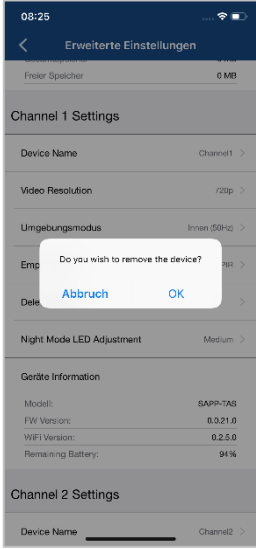 08:25
Erweiterte Einstellungen
Freier Speicher 0 MB
Channel 1 Settings
Device Name Channel1
Video Resolution 720p
Umgebungsmodus Innen (50Hz)
Do you wish to remove the device?
Emp PIR
Abbruch OK
Dele
Night Mode LED Adjustment Medium
Geräte Information
Modell: SAPP-TAS
FW Version: 0.0.21.0
WiFi Version: 0.2.5.0
Remaining Battery: 94%
Channel 2 Settings
Device Name Channel2